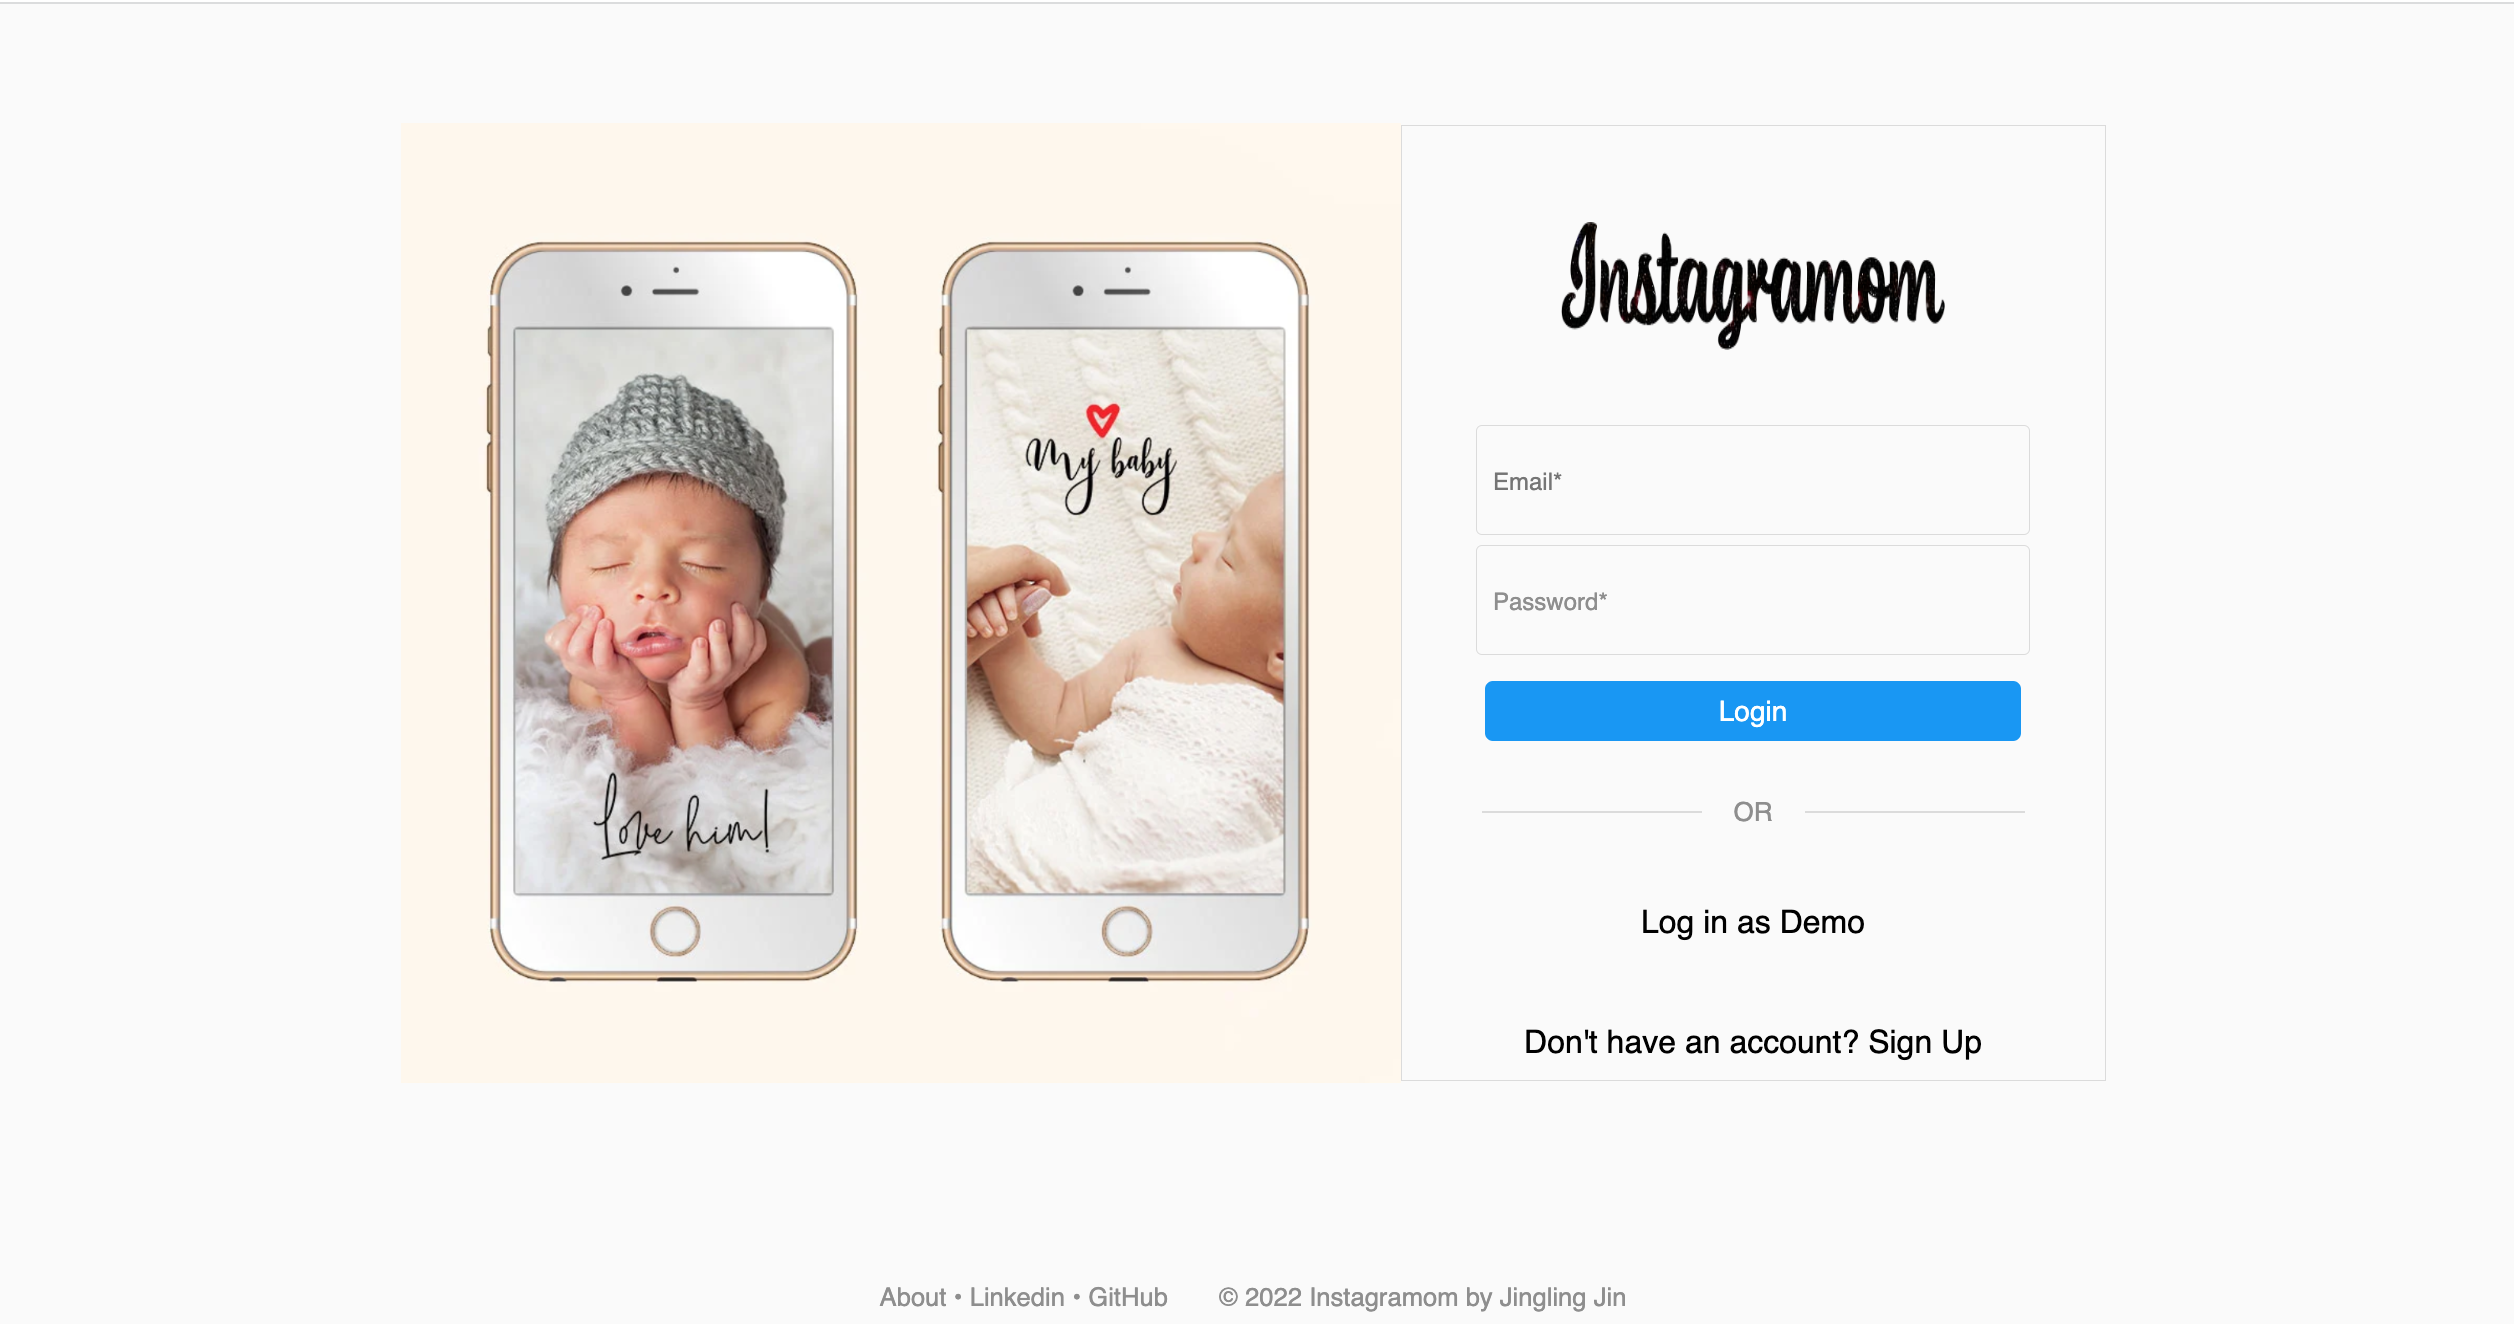 Love him!
My baby
Instagramom
Email*
Password*
Login
OR
Log in as Demo
Don't have an account? Sign Up
About • Linkedin • GitHub © 2022 Instagramom by Jingling Jin